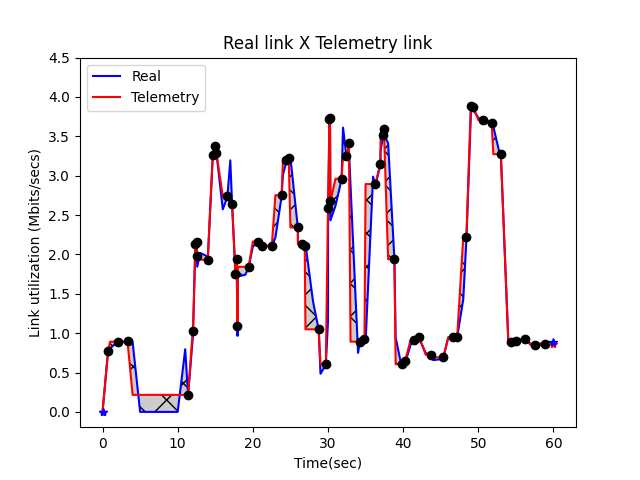 Real link X Telemetry link
Real
Telemetry
Link utilization (Mbits/secs)
4.5
4.0
3.5
3.0
2.5
2.0
1.5
1.0
0.5
0.0
0 10 20 30 40 50 60
Time(sec)